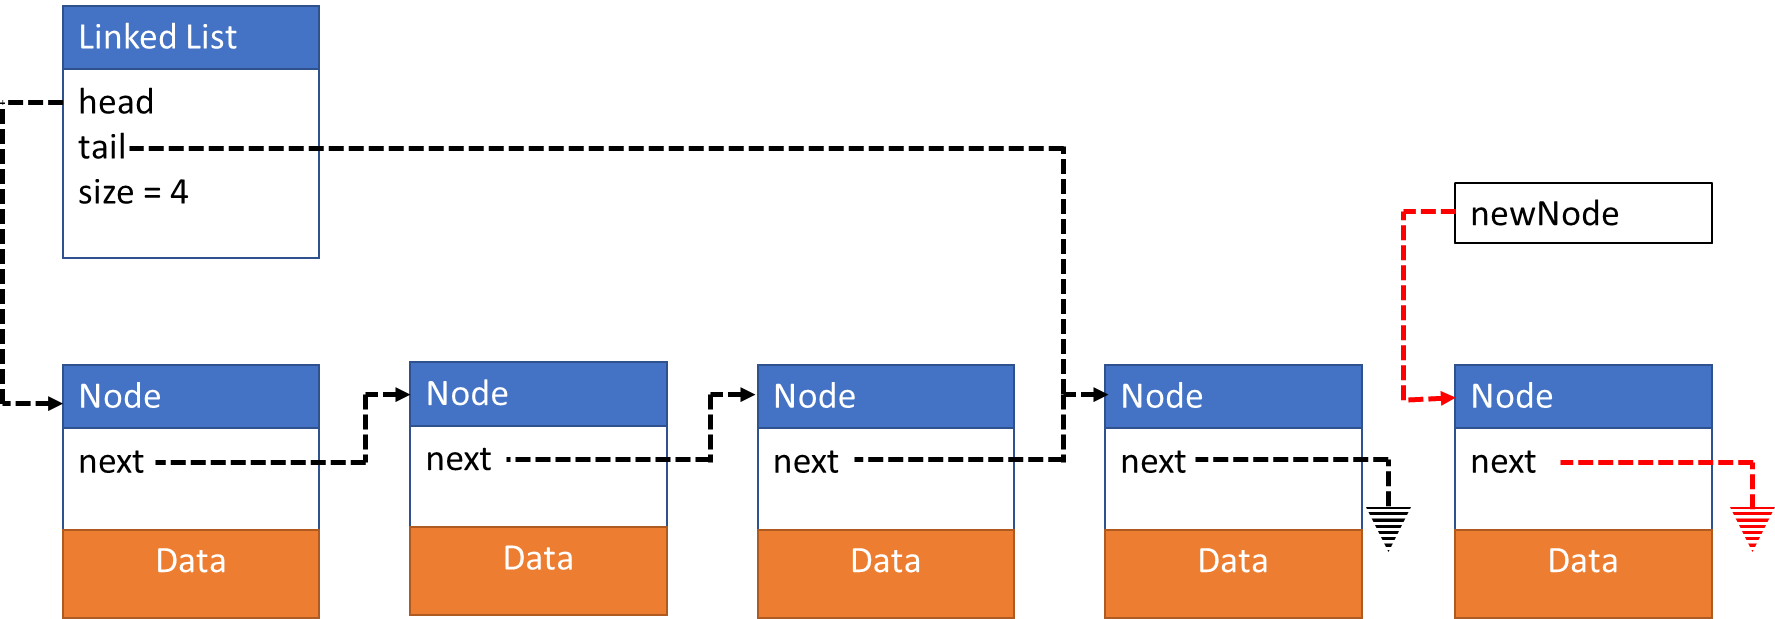 Linked List
head
tail
size = 4
newNode
Node
next
Data
Node
next
Data
Node
next
Data
Node
next
Data
Node
next
Data